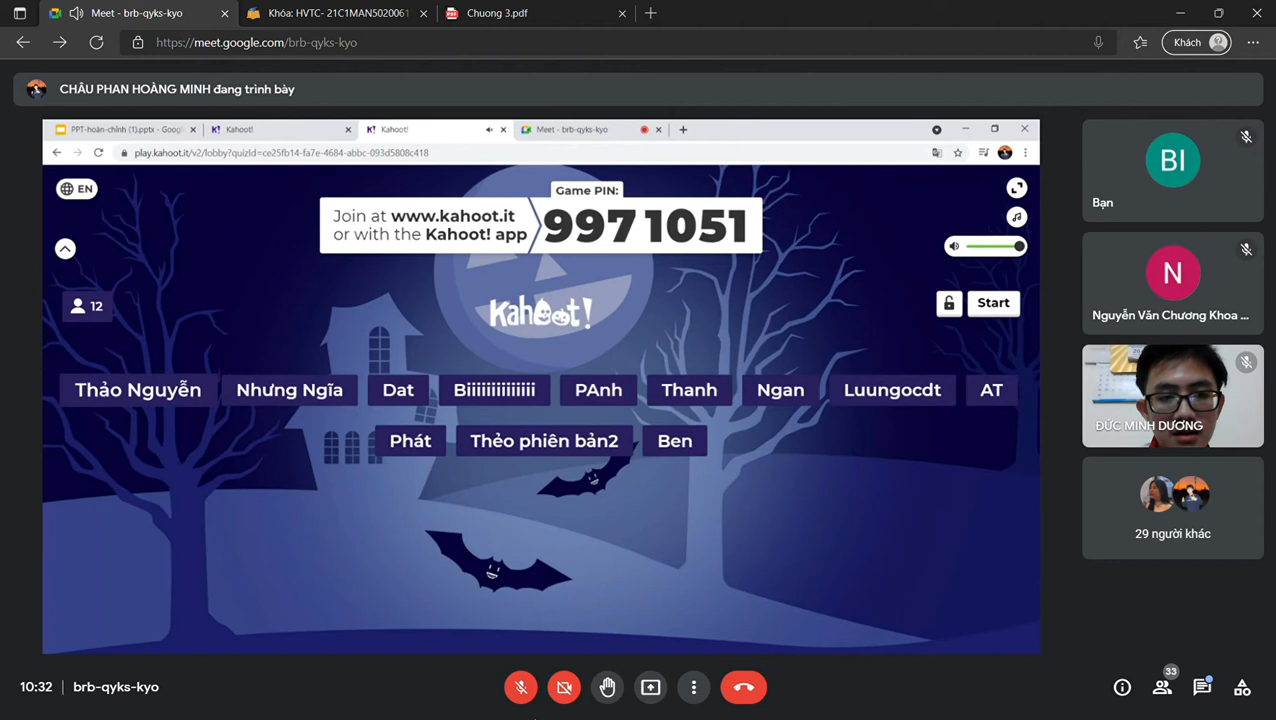 Meet - brb-qyks-kyo
Khóa: HVTC- 21C1MAN5020061
Chuong 3.pdf
https://meet.google.com/brb-qyks-kyo
Khách
CHÂU PHAN HOÀNG MINH đang trình bày
PPT-hoàn-chỉnh (1).pptx - Goog
Kahoot!
Kahoot!
Meet - brb-qyks-kyo
play.kahoot.it/v2/lobby?quizId=ce25fb14-fa7e-4684-abbc-093d5808c418
EN
Game PIN:
Join at www.kahoot.it
or with the Kahoot! app
997 1051
12
Kahoot!
Start
Thảo Nguyễn
Nhưng Ngĩa
Dat
Biiiiiiiiiiiiii
PAnh
Thanh
Ngan
Luungocdt
AT
Phát
Thẻo phiên bản2
Ben
BI
Bạn
N
Nguyễn Văn Chương Khoa ...
ĐỨC MINH DƯƠNG
29 người khác
10:32
brb-qyks-kyo
33